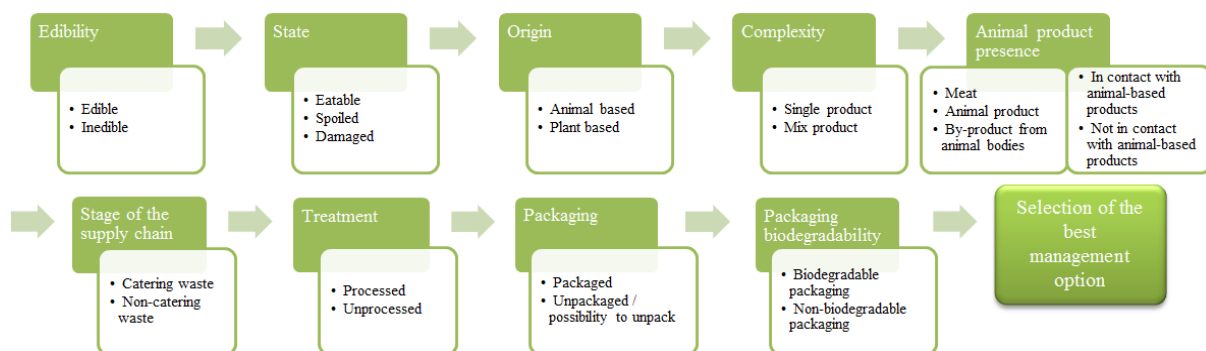 Edibility
• Edible
• Inedible
State
• Eatable
• Spoiled
• Damaged
Origin
• Animal based
• Plant based
Complexity
• Single product
• Mix product
Animal product
presence
• Meat
• Animal product
• By-product from
animal bodies
• In contact with
animal-based
products
• Not in contact
with animal-based
products
Stage of the
supply chain
• Catering waste
• Non-catering
waste
Treatment
• Processed
• Unprocessed
Packaging
• Packaged
• Unpackaged /
possibility to unpack
Packaging
biodegradability
• Biodegradable
packaging
• Non-biodegradable
packaging
Selection of the
best
management
option